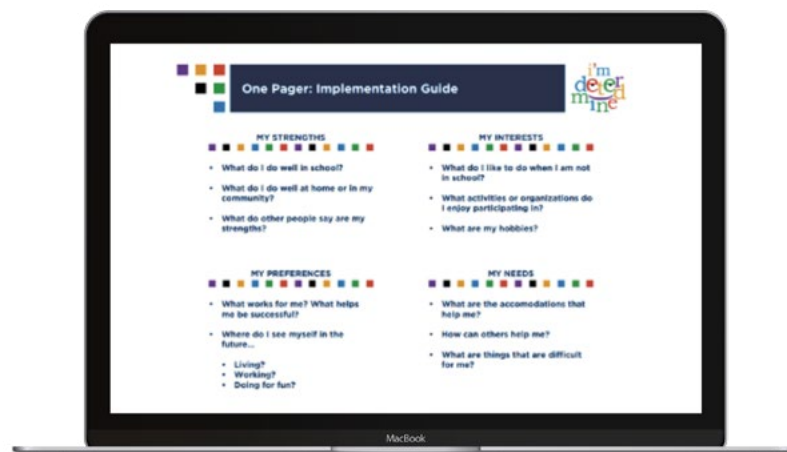 One Pager: Implementation Guide
i'm
deter
mined
MY STRENGTHS
• What do I do well in school?
• What do I do well at home or in my
community?
• What do other people say are my
strengths?
MY INTERESTS
• What do I like to do when I am not
in school?
• What activities or organizations do
I enjoy participating in?
• What are my hobbies?
MY PREFERENCES
• What works for me? What helps
me be successful?
• Where do I see myself in the
future...
• Living?
• Working?
• Doing for fun?
MY NEEDS
• What are the accomodations that
help me?
• How can others help me?
• What are things that are difficult
for me?
MacBook